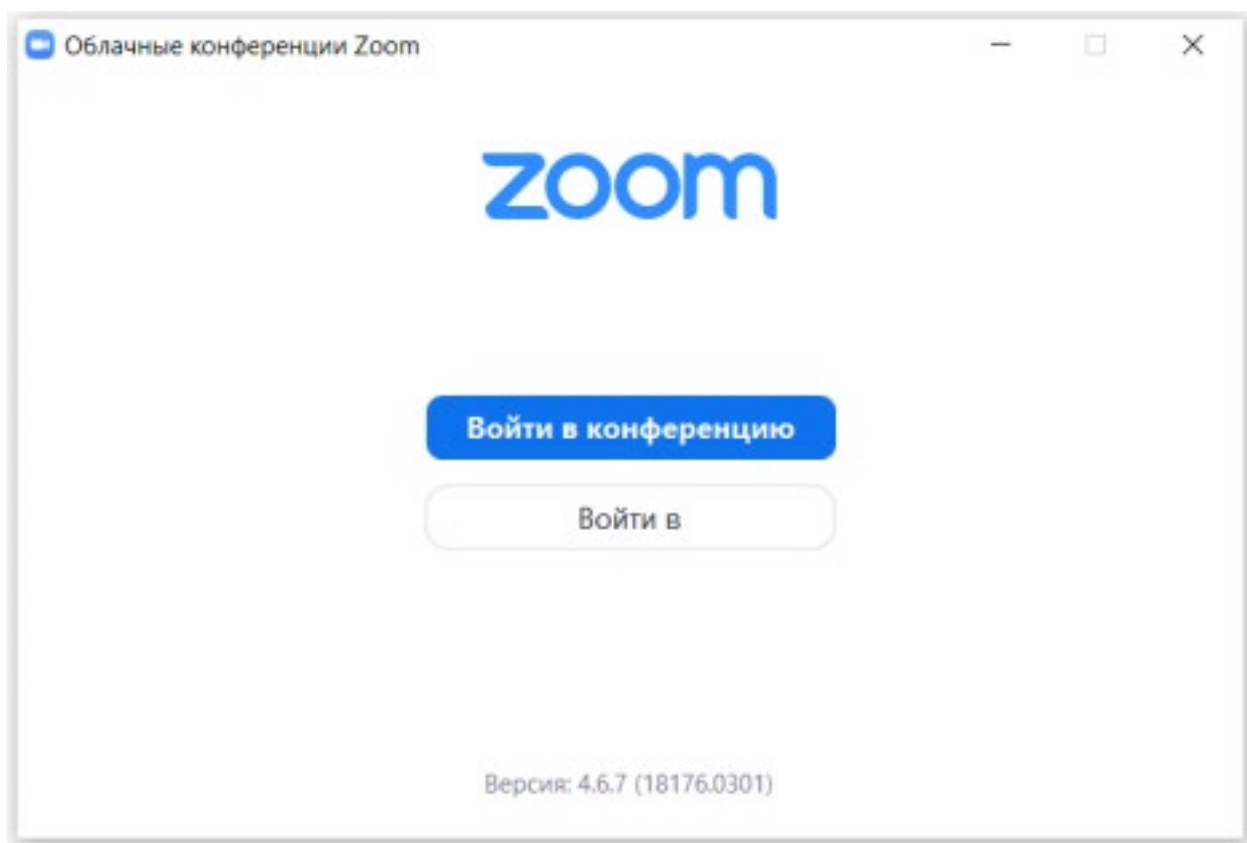 Облачные конференции Zoom
zoom
Войти в конференцию
Войти в
Версия: 4.6.7 (18176.0301)